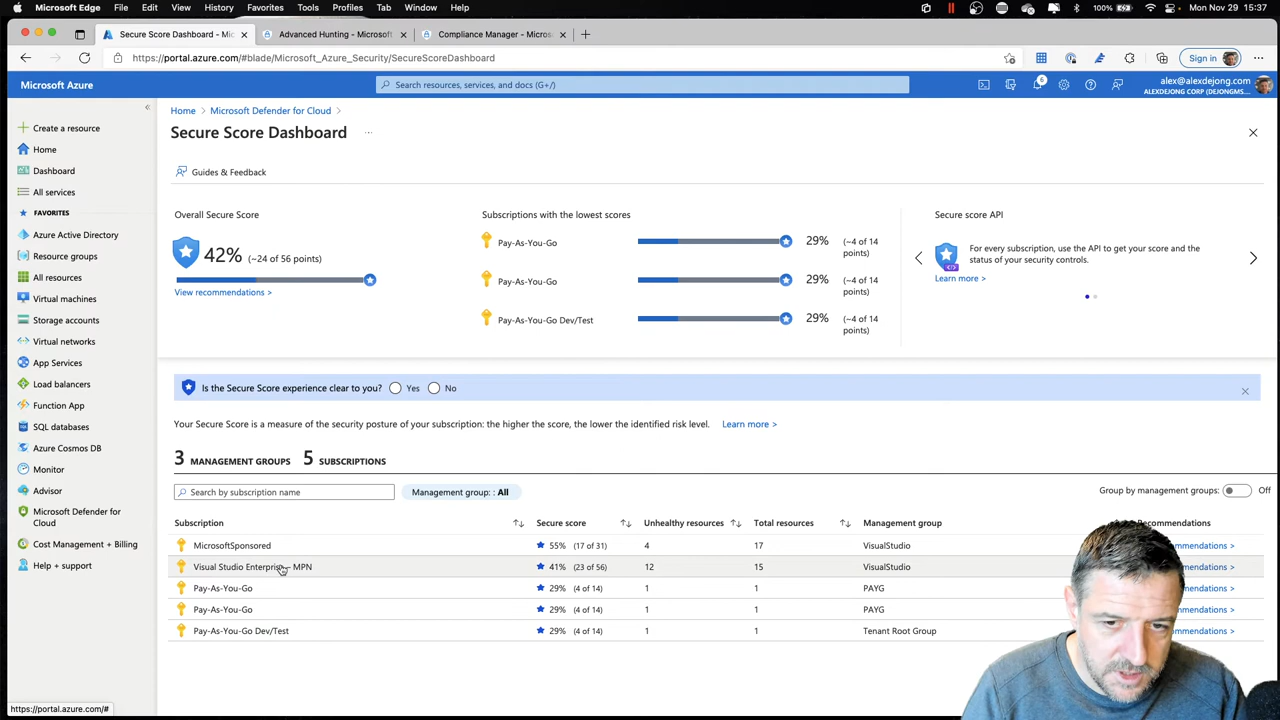 Microsoft Edge File Edit View History Favorites Tools Profiles Tab Window Help 100% Mon Nov 29 15:37
Secure Score Dashboard - Mic Advanced Hunting - Microsoft Compliance Manager - Micros
https://portal.azure.com/#blade/Microsoft_Azure_Security/SecureScoreDashboard Sign in
Microsoft Azure
Search resources, services, and docs (G+/)
6
alex@alexdejong.com
ALEXDEJONG CORP (DEJONGMS...
Create a resource
Home
Dashboard
All services
FAVORITES
Azure Active Directory
Resource groups
All resources
Virtual machines
Storage accounts
Virtual networks
App Services
Load balancers
Function App
SQL databases
Azure Cosmos DB
Monitor
Advisor
Microsoft Defender for
Cloud
Cost Management + Billing
Help + support
Home > Microsoft Defender for Cloud >
Secure Score Dashboard ...
Guides & Feedback
Overall Secure Score
42% (~24 of 56 points)
View recommendations >
Subscriptions with the lowest scores
Pay-As-You-Go 29% (~4 of 14
points)
Pay-As-You-Go 29% (~4 of 14
points)
Pay-As-You-Go Dev/Test 29% (~4 of 14
points)
Secure score API
For every subscription, use the API to get your score and the
status of your security controls.
Learn more >
Is the Secure Score experience clear to you? Yes No
Your Secure Score is a measure of the security posture of your subscription: the higher the score, the lower the identified risk level. Learn more >
3 MANAGEMENT GROUPS 5 SUBSCRIPTIONS
Search by subscription name Management group: : All Group by management groups: Off
Subscription Secure score Unhealthy resources Total resources Management group Recommendations
MicrosoftSponsored 55% (17 of 31) 4 17 VisualStudio >
Visual Studio Enterprise – MPN 41% (23 of 56) 12 15 VisualStudio >
Pay-As-You-Go 29% (4 of 14) 1 1 PAYG >
Pay-As-You-Go 29% (4 of 14) 1 1 PAYG >
Pay-As-You-Go Dev/Test 29% (4 of 14) 1 1 Tenant Root Group >
https://portal.azure.com/#